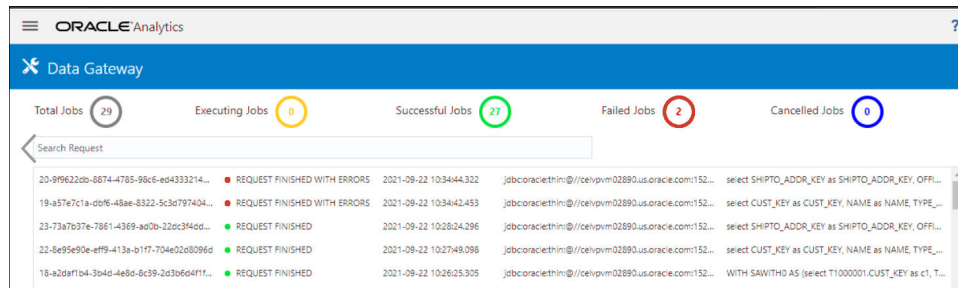 ORACLE Analytics ?
Data Gateway
Total Jobs 29 Executing Jobs 0 Successful Jobs 27 Failed Jobs 2 Cancelled Jobs 0
Search Request
20-9f9622db-8874-4785-98c6-ed4333214... REQUEST FINISHED WITH ERRORS 2021-09-22 10:34:44.322 jdbc:oracle:thin:@//celvpvm02890.us.oracle.com:152... select SHIPTO_ADDR_KEY as SHIPTO_ADDR_KEY, OFFI...
19-a57e7c1a-dbf6-48ae-8322-5c3d797404... REQUEST FINISHED WITH ERRORS 2021-09-22 10:34:42.453 jdbc:oracle:thin:@//celvpvm02890.us.oracle.com:152... select CUST_KEY as CUST_KEY, NAME as NAME, TYPE_...
23-73a7b37e-7861-4369-ad0b-22dc3f4dd... REQUEST FINISHED 2021-09-22 10:28:24.296 jdbc:oracle:thin:@//celvpvm02890.us.oracle.com:152... select SHIPTO_ADDR_KEY as SHIPTO_ADDR_KEY, OFFI...
22-8e95e90e-eff9-413a-b1f7-704e02d8096d REQUEST FINISHED 2021-09-22 10:27:49.098 jdbc:oracle:thin:@//celvpvm02890.us.oracle.com:152... select CUST_KEY as CUST_KEY, NAME as NAME, TYPE_...
18-a2daf1b4-3b4d-4e8d-8c39-2d3b6d4f1f... REQUEST FINISHED 2021-09-22 10:26:25.305 jdbc:oracle:thin:@//celvpvm02890.us.oracle.com:152... WITH SAWITH0 AS (select T1000001.CUST_KEY as c1, T...